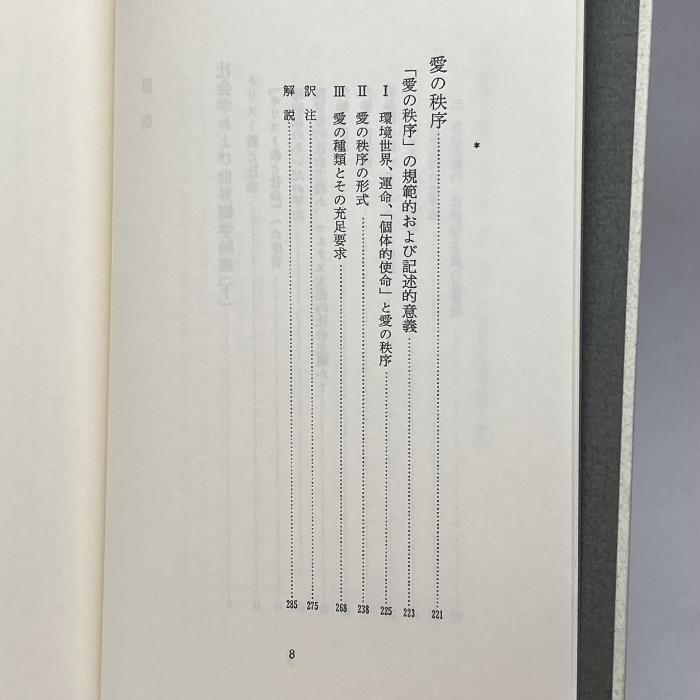 *
愛の秩序……221
「愛の秩序」の規範的および記述的意義……223
Ⅰ 環境世界、運命、「個体的使命」と愛の秩序……225
Ⅱ 愛の秩序の形式……238
Ⅲ 愛の種類とその充足要求……268
訳注……275
解説……285
8